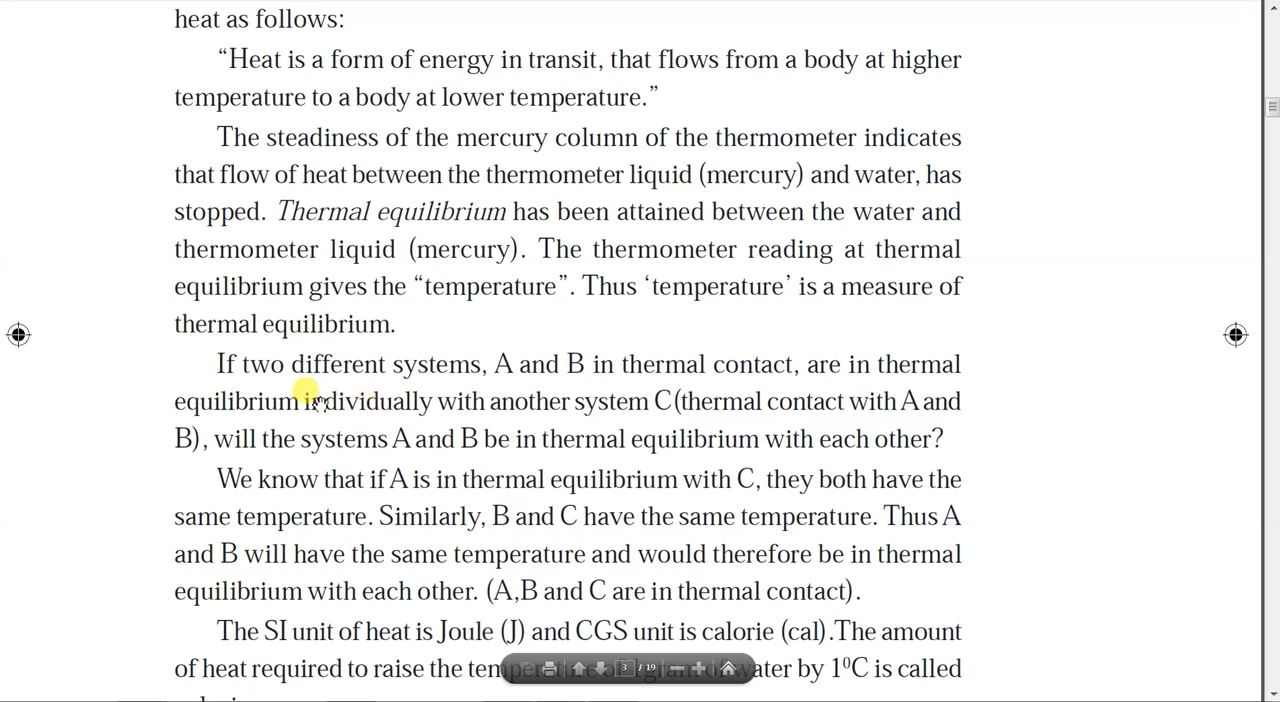 heat as follows:
“Heat is a form of energy in transit, that flows from a body at higher
temperature to a body at lower temperature.”
The steadiness of the mercury column of the thermometer indicates
that flow of heat between the thermometer liquid (mercury) and water, has
stopped. Thermal equilibrium has been attained between the water and
thermometer liquid (mercury). The thermometer reading at thermal
equilibrium gives the “temperature”. Thus ‘temperature’ is a measure of
thermal equilibrium.
If two different systems, A and B in thermal contact, are in thermal
equilibrium individually with another system C(thermal contact with A and
B), will the systems A and B be in thermal equilibrium with each other?
We know that if A is in thermal equilibrium with C, they both have the
same temperature. Similarly, B and C have the same temperature. Thus A
and B will have the same temperature and would therefore be in thermal
equilibrium with each other. (A,B and C are in thermal contact).
The SI unit of heat is Joule (J) and CGS unit is calorie (cal).The amount
of heat required to raise the temperature of 1gram of water by 1⁰C is called
3 / 19